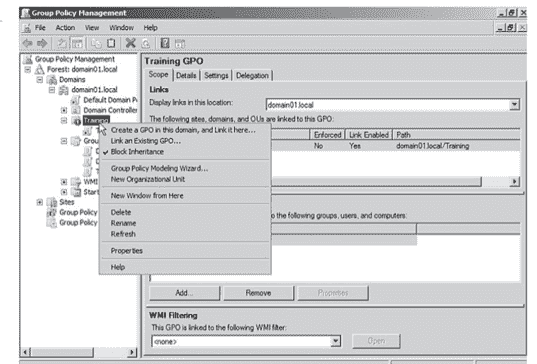 Group Policy Management
File Action View Window Help
Group Policy Management
Forest: domain01.local
Domains
domain01.local
Default Domain P
Domain Controller
Training
Grou
WMI
Start
Sites
Group Policy
Group Policy
Create a GPO in this domain, and Link it here...
Link an Existing GPO...
Block Inheritance
Group Policy Modeling Wizard...
New Organizational Unit
New Window from Here
Delete
Rename
Refresh
Properties
Help
Training GPO
Scope Details Settings Delegation
Links
Display links in this location: domain01.local
The following sites, domains, and OUs are linked to this GPO:
Enforced Link Enabled Path
No Yes domain01.local/Training
o the following groups, users, and computers:
Add... Remove Properties
WMI Filtering
This GPO is linked to the following WMI filter:
<none> Open